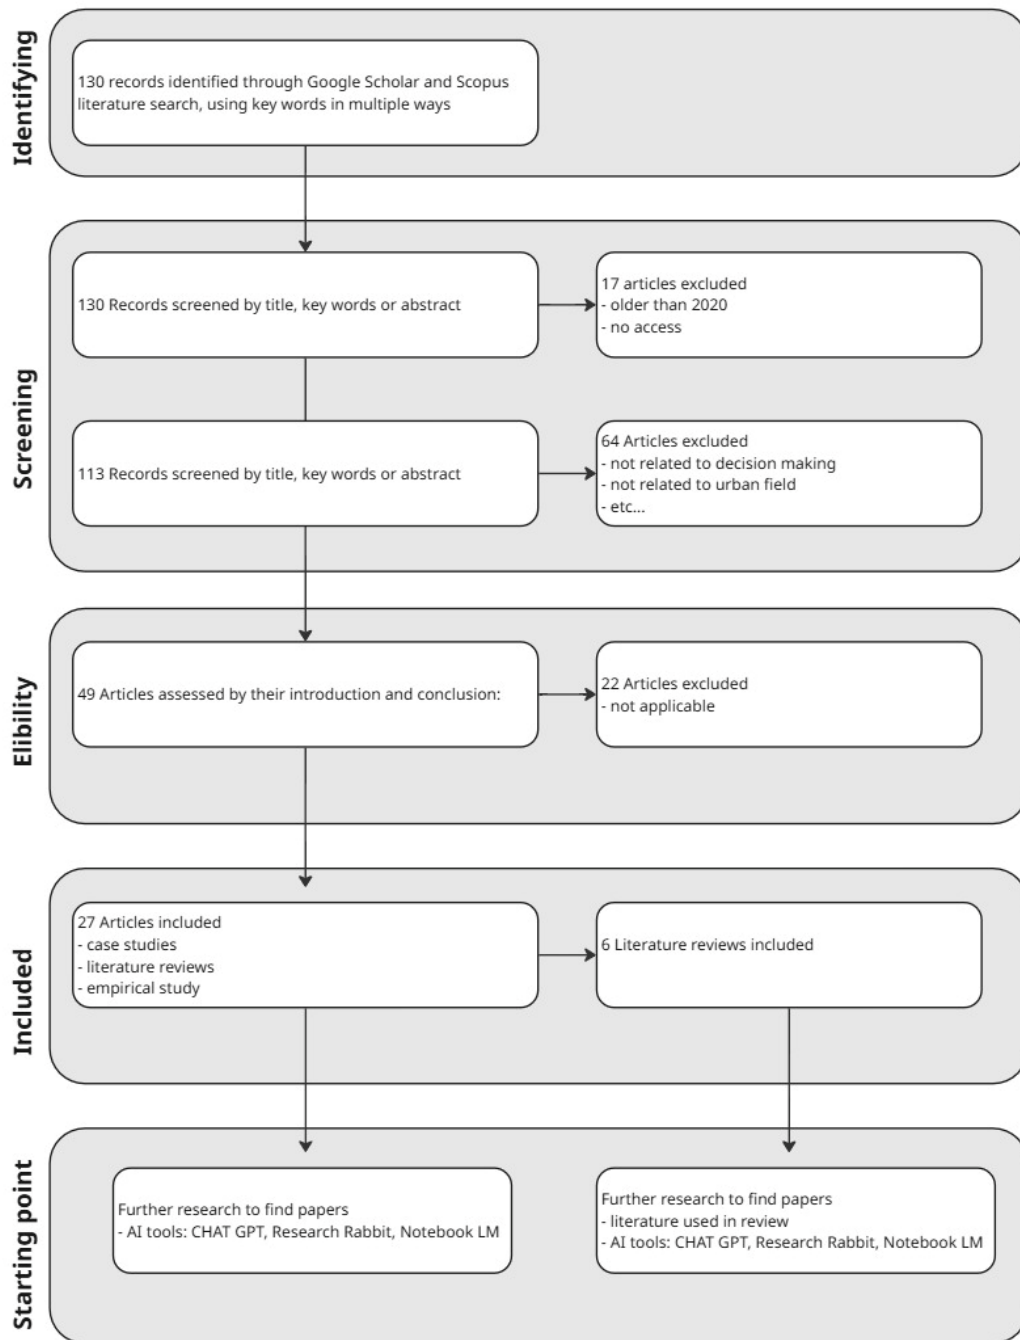 Identifying
130 records identified through Google Scholar and Scopus
literature search, using key words in multiple ways
Screening
130 Records screened by title, key words or abstract
17 articles excluded
- older than 2020
- no access
113 Records screened by title, key words or abstract
64 Articles excluded
- not related to decision making
- not related to urban field
- etc...
Elibility
49 Articles assessed by their introduction and conclusion:
22 Articles excluded
- not applicable
Included
27 Articles included
- case studies
- literature reviews
- empirical study
6 Literature reviews included
Starting point
Further research to find papers
- AI tools: CHAT GPT, Research Rabbit, Notebook LM
Further research to find papers
- literature used in review
- AI tools: CHAT GPT, Research Rabbit, Notebook LM